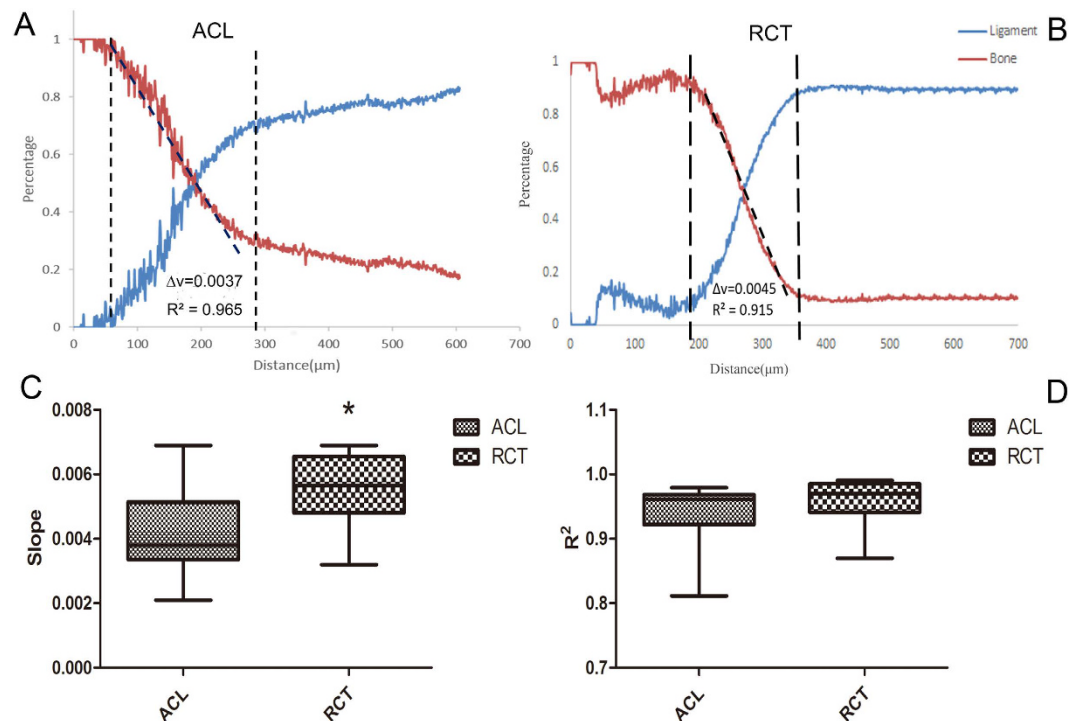 A
ACL
RCT
B
Ligament
Bone
Percentage
1
0.8
0.6
0.4
0.2
0
Δv=0.0037
R² = 0.965
0 100 200 300 400 500 600 700
Distance(μm)
Percentage
1
0.8
0.6
0.4
0.2
0
Δv=0.0045
R² = 0.915
0 100 200 300 400 500 600 700
Distance(μm)
C
Slope
0.008
0.006
0.004
0.002
0.000
*
ACL
RCT
ACL
RCT
D
R²
1.1
1.0
0.9
0.8
0.7
ACL
RCT
ACL
RCT